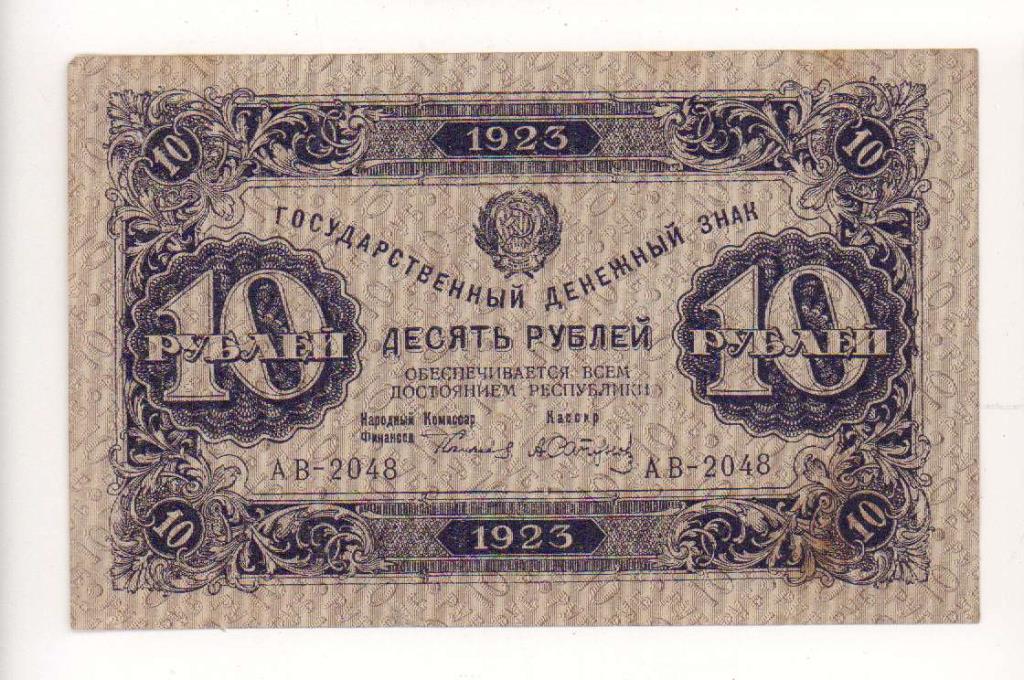 1923
10 10
ГОСУДАРСТВЕННЫЙ ДЕНЕЖНЫЙ ЗНАК
10 РУБЛЕЙ
ДЕСЯТЬ РУБЛЕЙ
10 РУБЛЕЙ
ОБЕСПЕЧИВАЕТСЯ ВСЕМ
ДОСТОЯНИЕМ РЕСПУБЛИКИ
Народный Комиссар Кассир
Финансов
АВ-2048 АВ-2048
10 10
1923